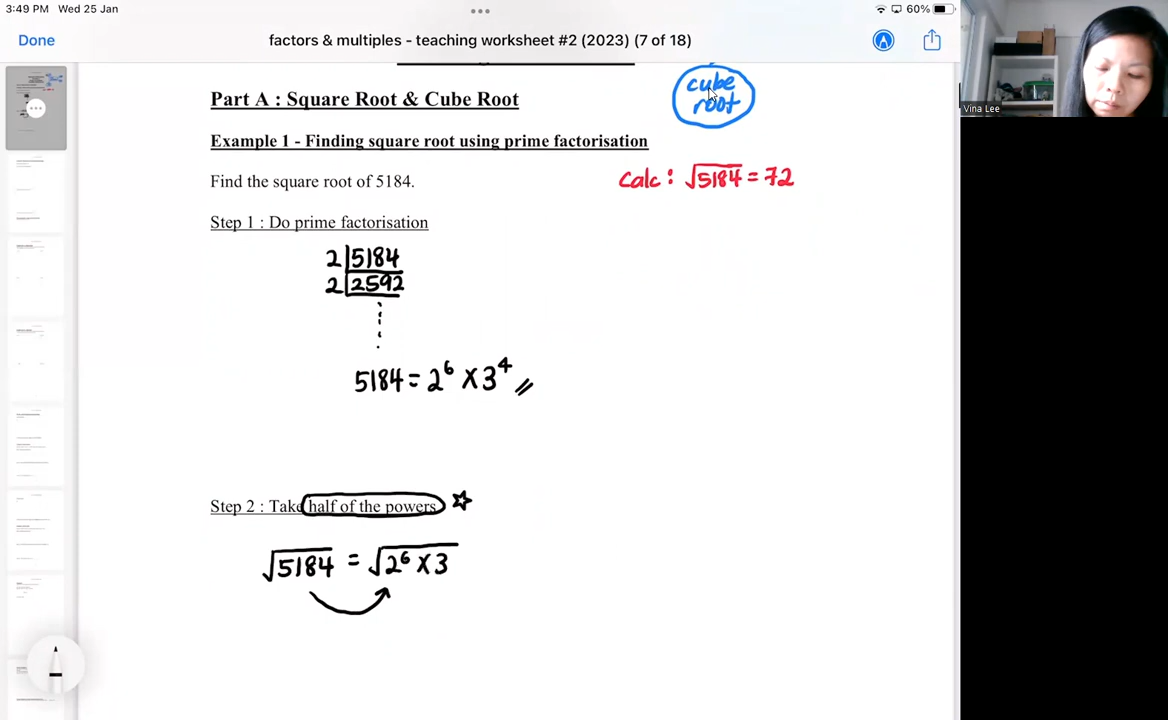 3:49 PM Wed 25 Jan
60%
Done
factors & multiples - teaching worksheet #2 (2023) (7 of 18)
Vina Lee
cube
root
Part A : Square Root & Cube Root
Example 1 - Finding square root using prime factorisation
Find the square root of 5184.
Calc : √5184 = 72
Step 1 : Do prime factorisation
2 | 5184
2 | 2592
5184 = 2⁶ × 3⁴
Step 2 : Take half of the powers
√5184 = √2⁶ × 3